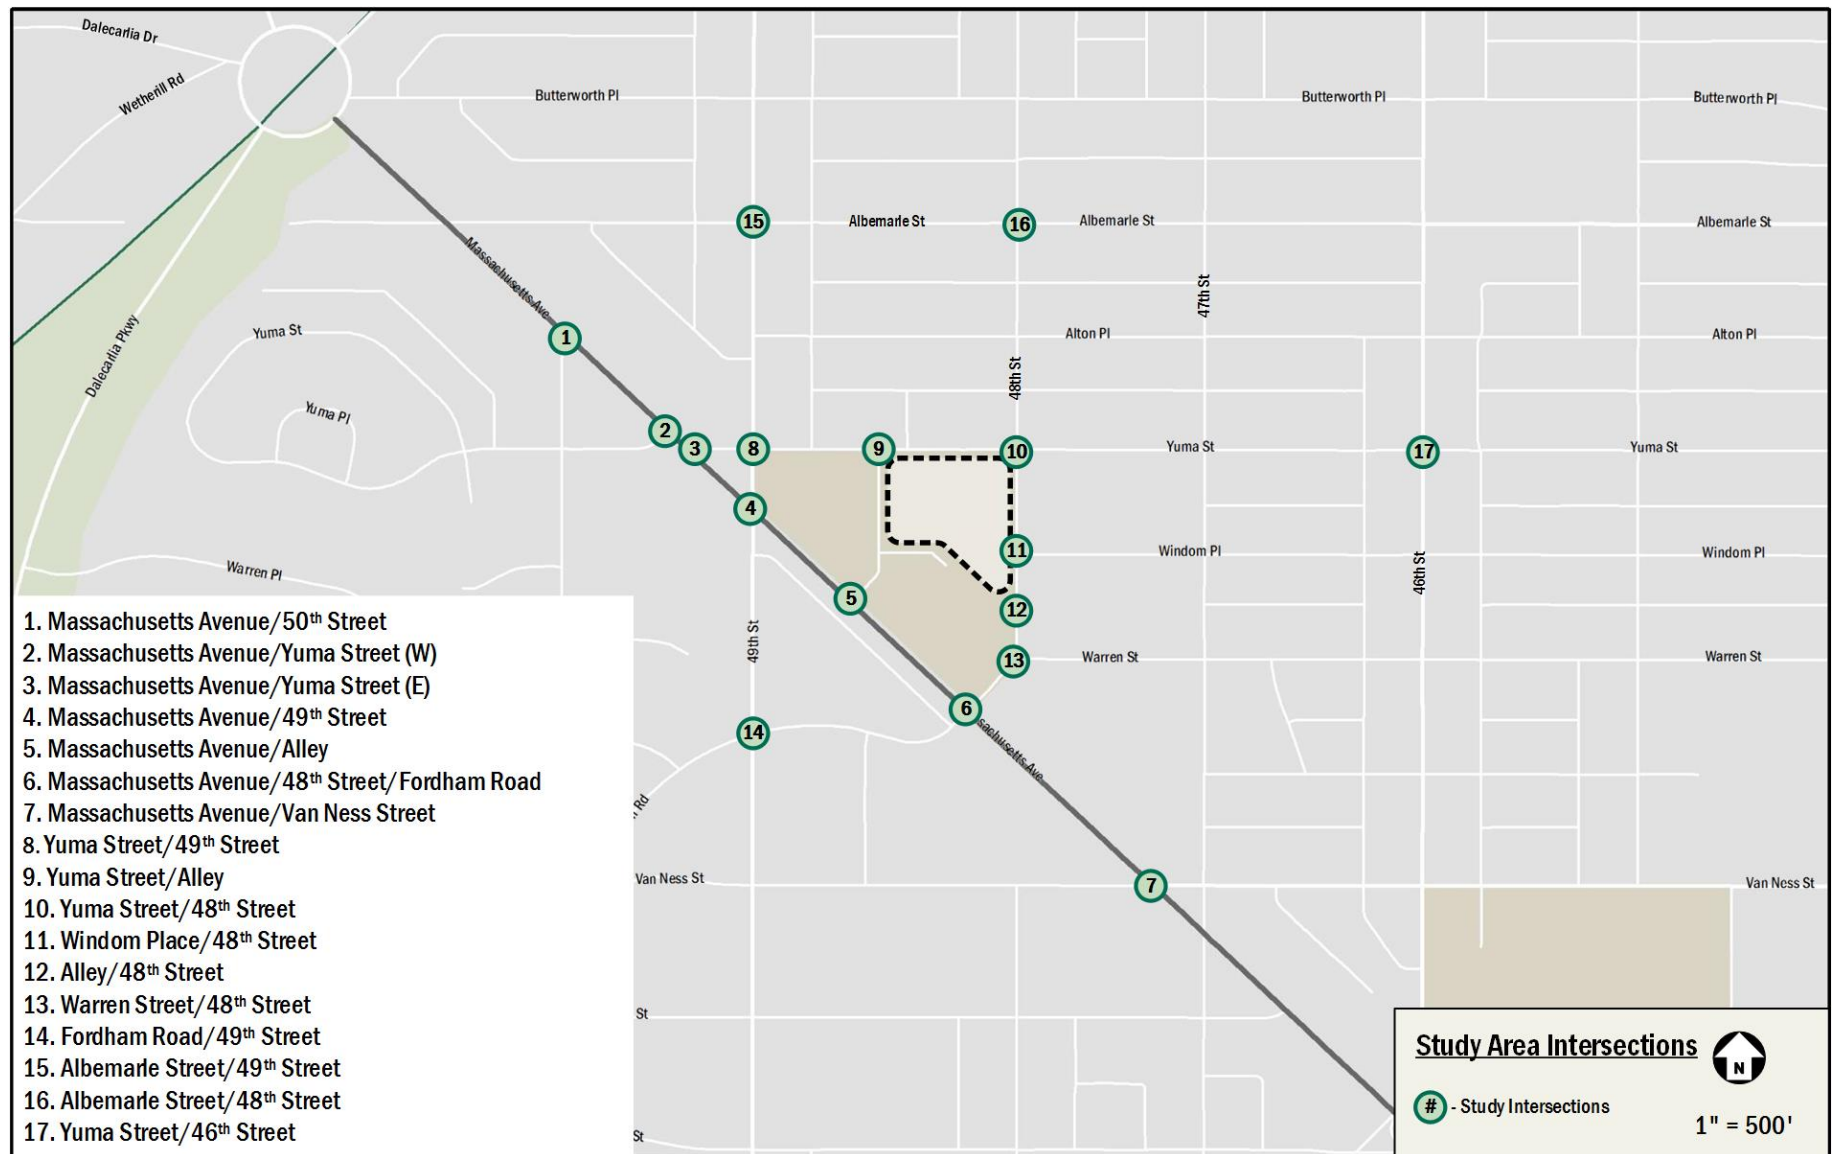 Dalecarlia Dr
Wetherill Rd
Butterworth Pl
Butterworth Pl
Butterworth Pl
15
Albemarle St
16
Albemarle St
Albemarle St
Massachusetts Ave
47th St
Dalecarlia Pkwy
Yuma St
1
Alton Pl
Alton Pl
48th St
Yuma Pl
2
3
8
9
10
Yuma St
17
Yuma St
4
11
Windom Pl
Windom Pl
46th St
Warren Pl
5
12
49th St
13
Warren St
Warren St
6
sachusetts Ave
14
Rd
Van Ness St
7
Van Ness St
St
St
1. Massachusetts Avenue/50th Street
2. Massachusetts Avenue/Yuma Street (W)
3. Massachusetts Avenue/Yuma Street (E)
4. Massachusetts Avenue/49th Street
5. Massachusetts Avenue/Alley
6. Massachusetts Avenue/48th Street/Fordham Road
7. Massachusetts Avenue/Van Ness Street
8. Yuma Street/49th Street
9. Yuma Street/Alley
10. Yuma Street/48th Street
11. Windom Place/48th Street
12. Alley/48th Street
13. Warren Street/48th Street
14. Fordham Road/49th Street
15. Albemarle Street/49th Street
16. Albemarle Street/48th Street
17. Yuma Street/46th Street
Study Area Intersections
N
# - Study Intersections
1" = 500'